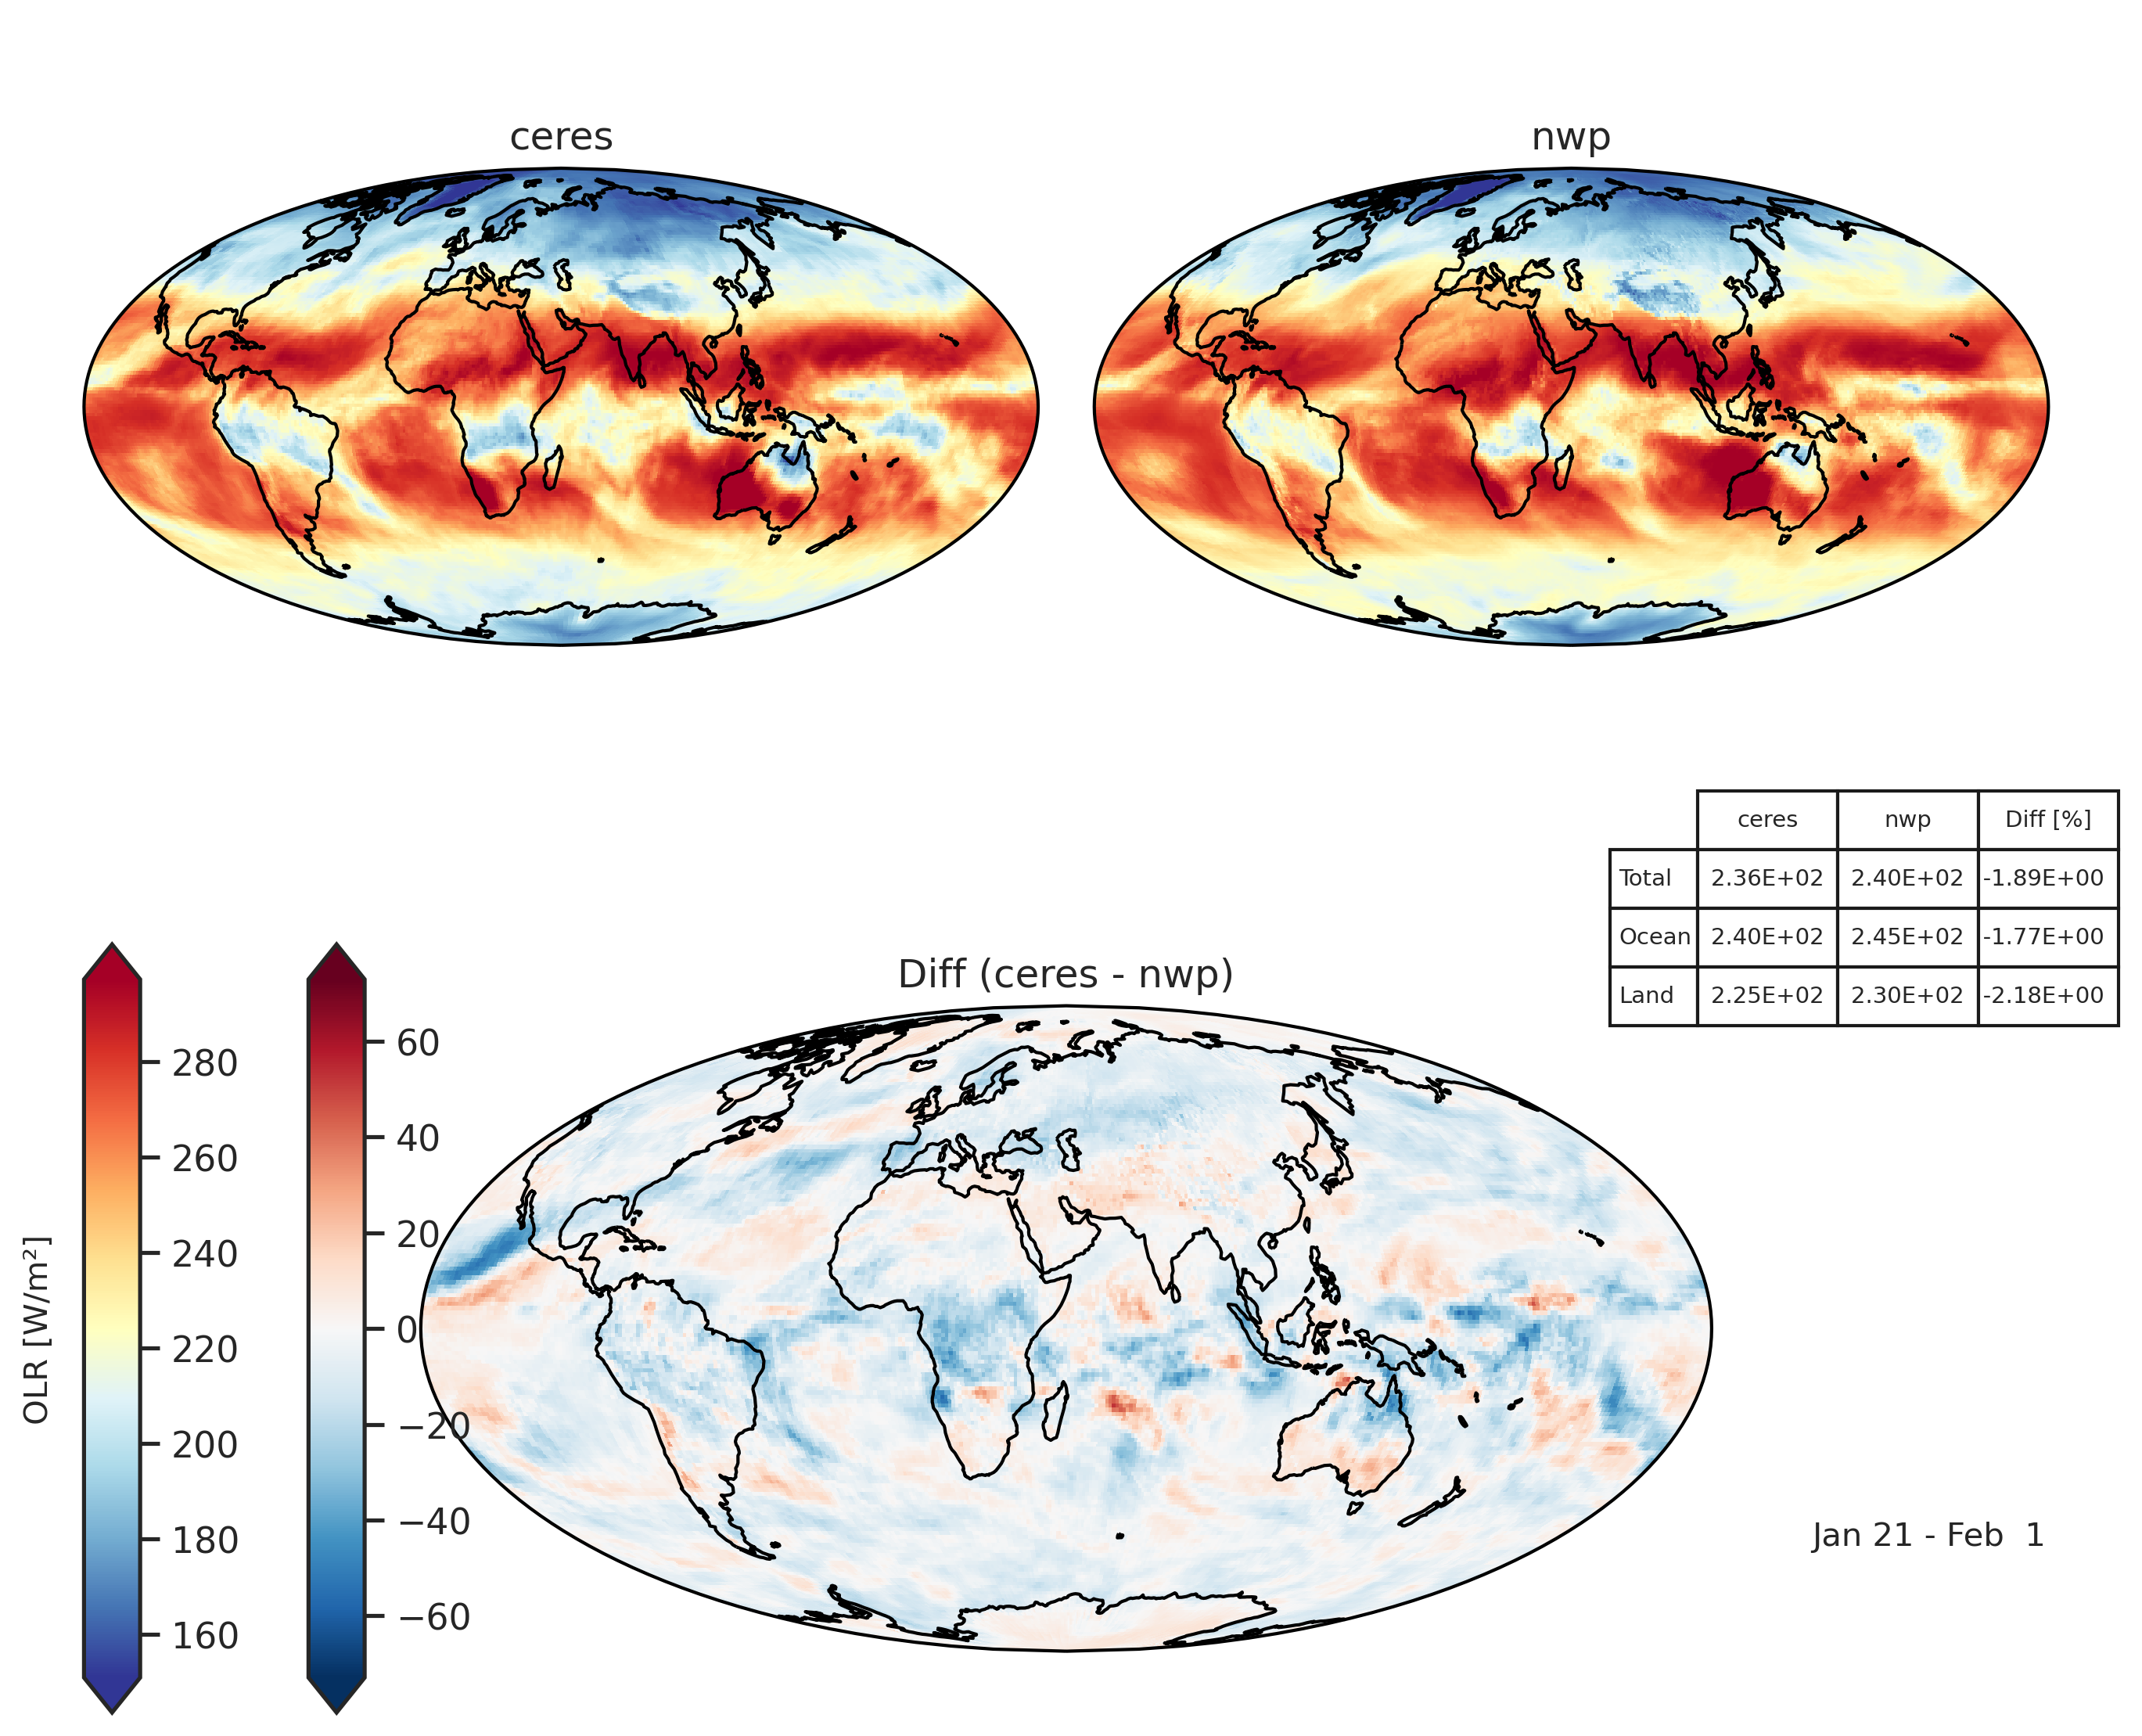 ceres
nwp
ceres nwp Diff [%]
Total 2.36E+02 2.40E+02 -1.89E+00
Ocean 2.40E+02 2.45E+02 -1.77E+00
Land 2.25E+02 2.30E+02 -2.18E+00
OLR [W/m²]
280
260
240
220
200
180
160
60
40
20
0
−20
−40
−60
Diff (ceres - nwp)
Jan 21 - Feb  1